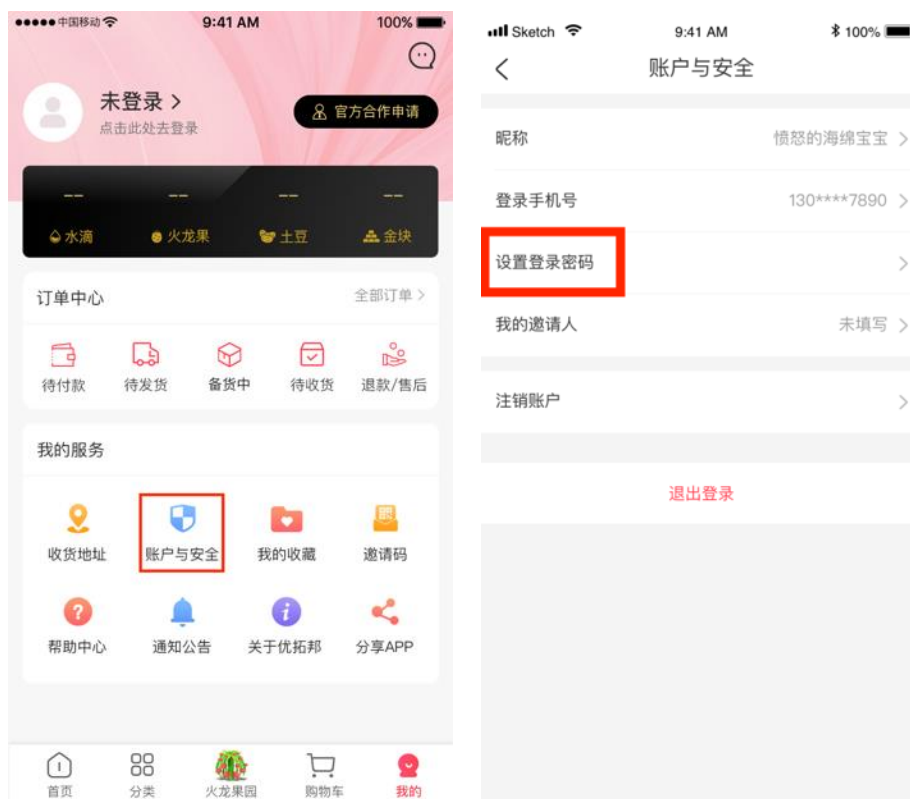 中国移动 9:41 AM 100%
未登录
点击此处去登录
官方合作申请
-- -- -- --
水滴 火龙果 土豆 金块
订单中心 全部订单
待付款 待发货 备货中 待收货 退款/售后
我的服务
收货地址 账户与安全 我的收藏 邀请码
帮助中心 通知公告 关于优拓邦 分享APP
首页 分类 火龙果园 购物车 我的
Sketch 9:41 AM 100%
账户与安全
昵称 愤怒的海绵宝宝
登录手机号 130****7890
设置登录密码
我的邀请人 未填写
注销账户
退出登录